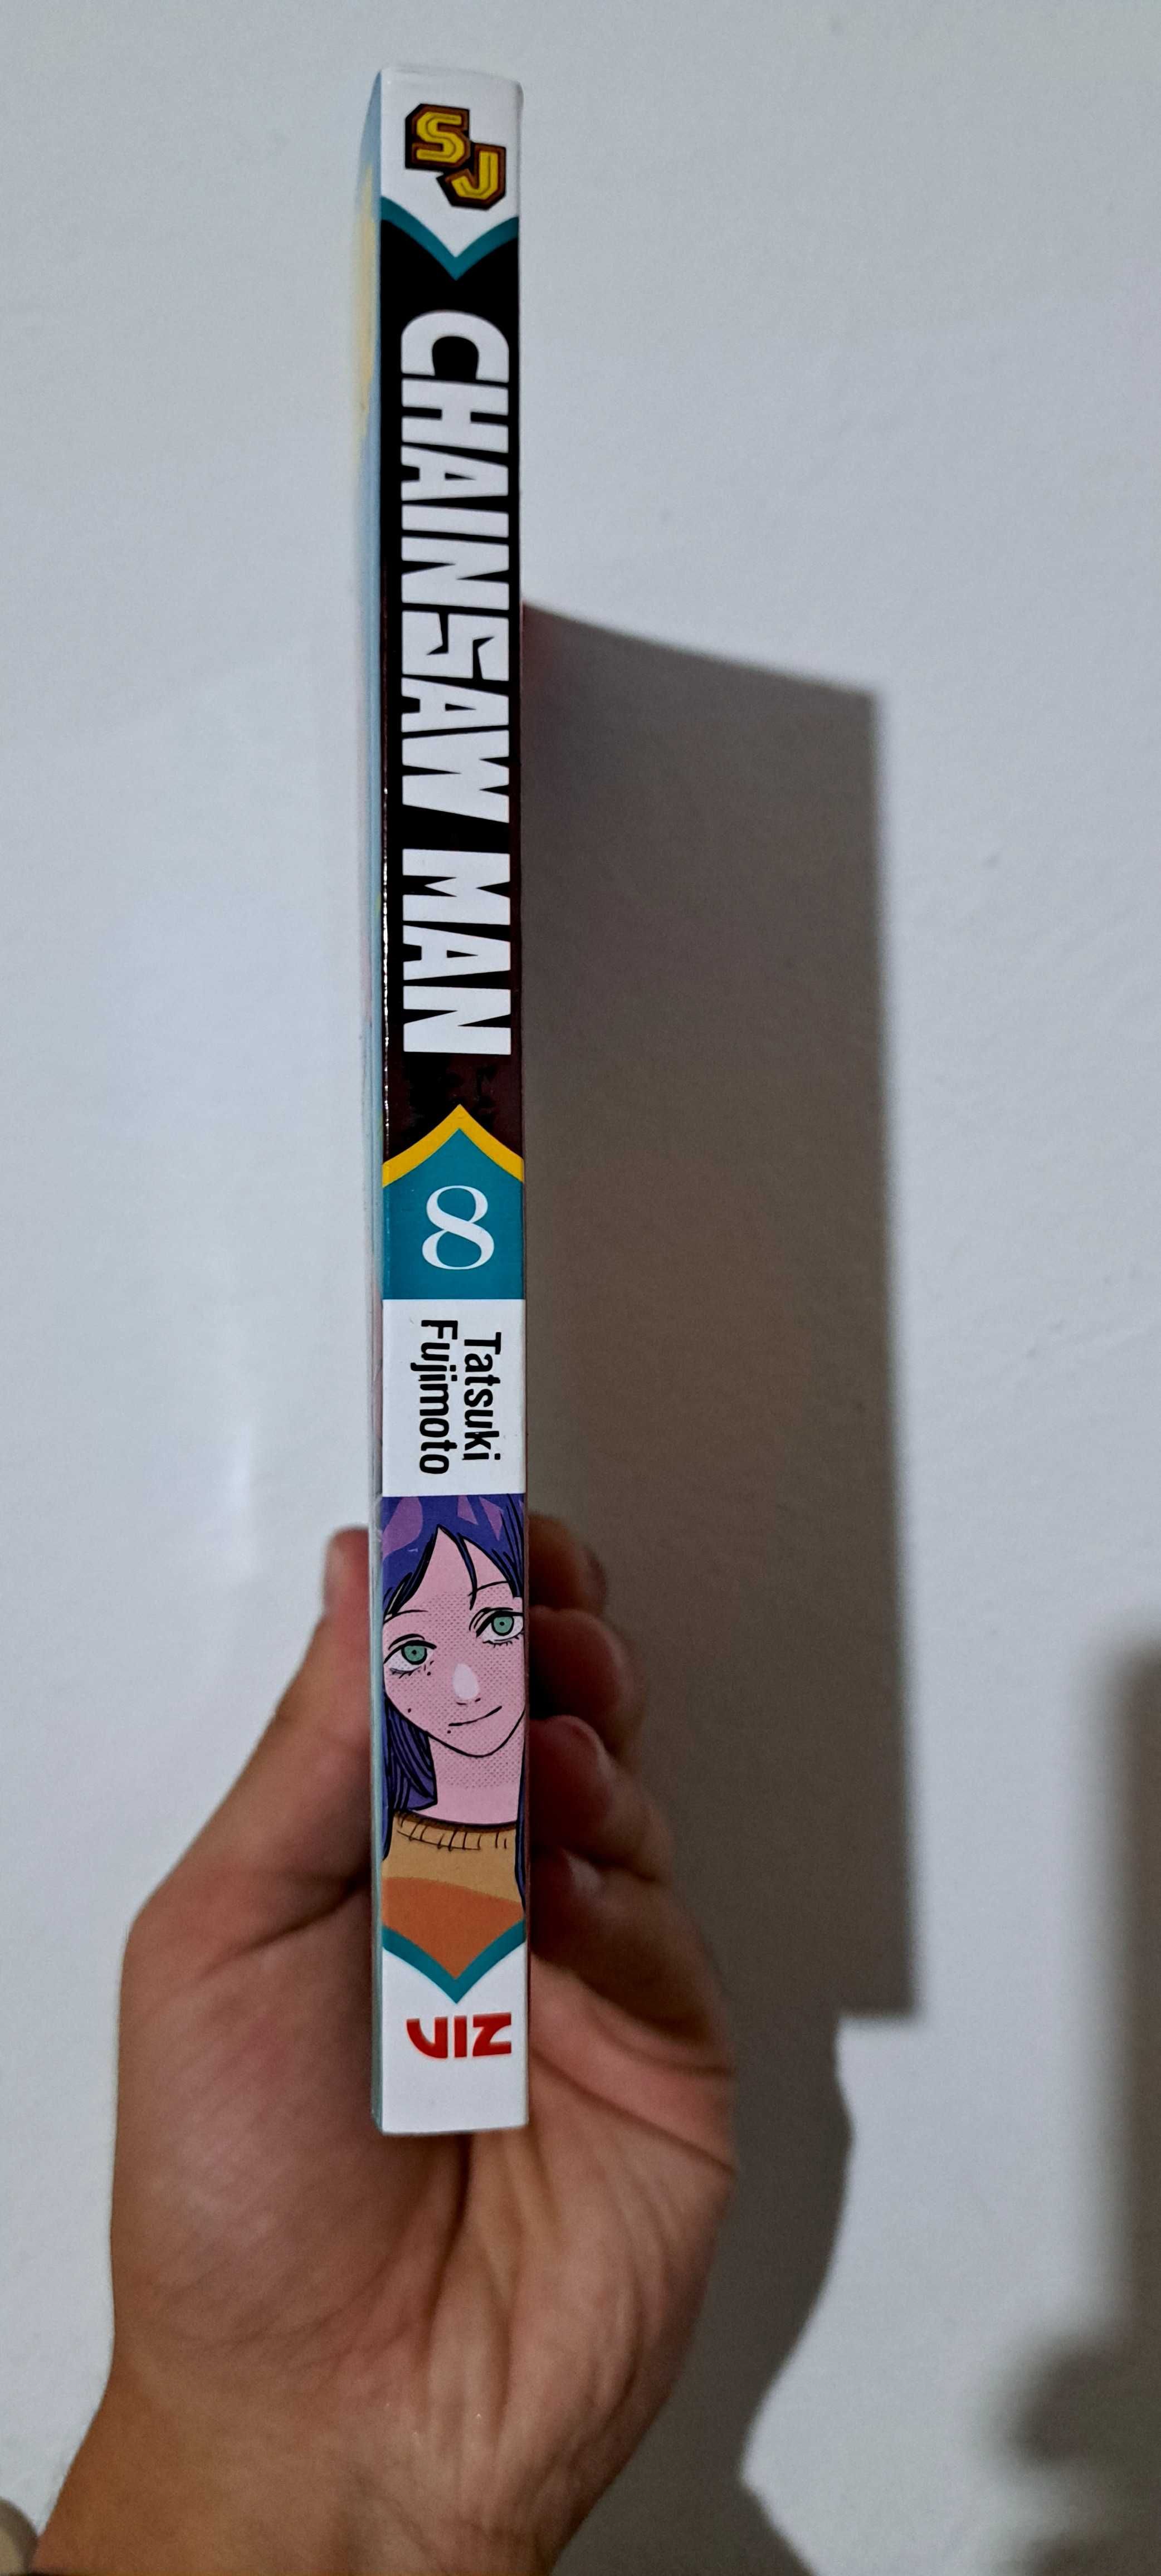 SJ
CHAINSAW MAN
8
Tatsuki
Fujimoto
VIZ